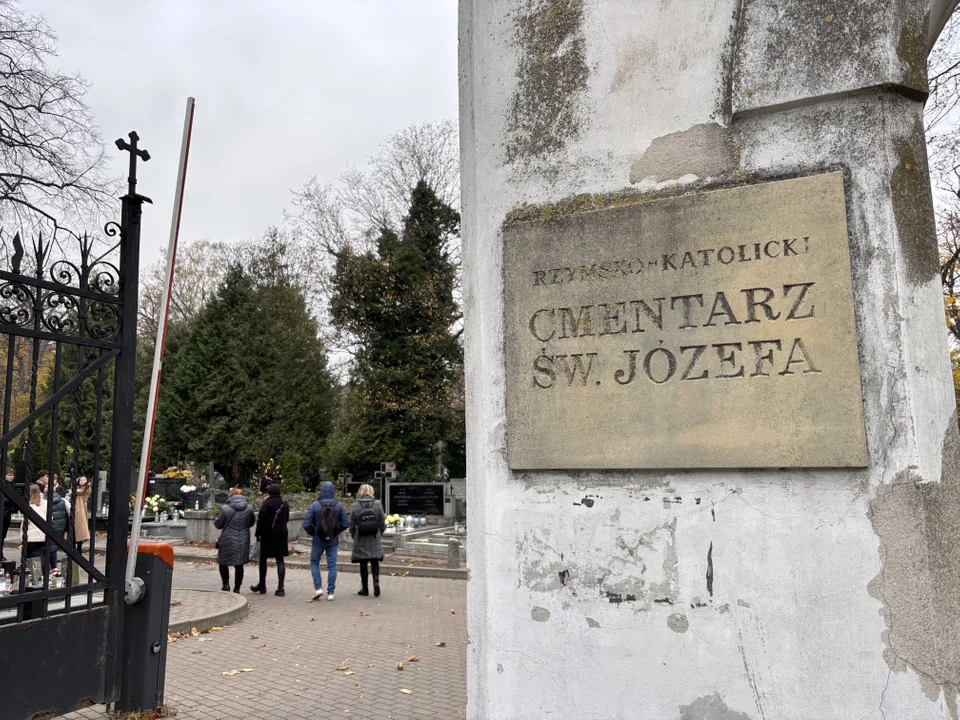 RZYMSKO-KATOLICKI
CMENTARZ
ŚW. JÓZEFA